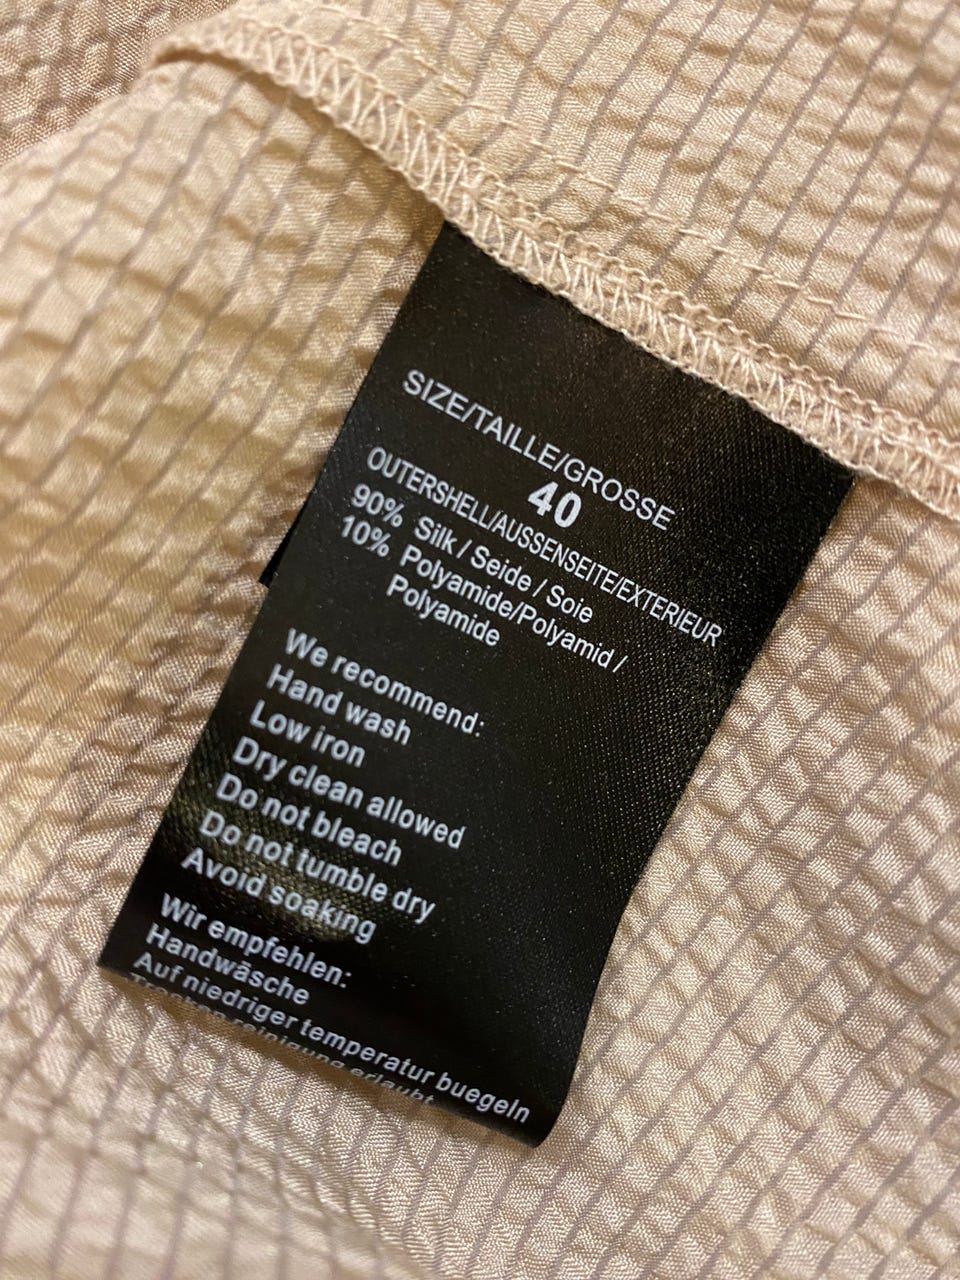 SIZE/TAILLE/GROSSE
40
OUTERSHELL/AUSSENSEITE/EXTERIEUR
90% Silk / Seide / Soie
10% Polyamide/Polyamid /
Polyamide
We recommend:
Hand wash
Low iron
Dry clean allowed
Do not bleach
Do not tumble dry
Avoid soaking
Wir empfehlen:
Handwäsche
Auf niedriger temperatur buegeln
erlaubt